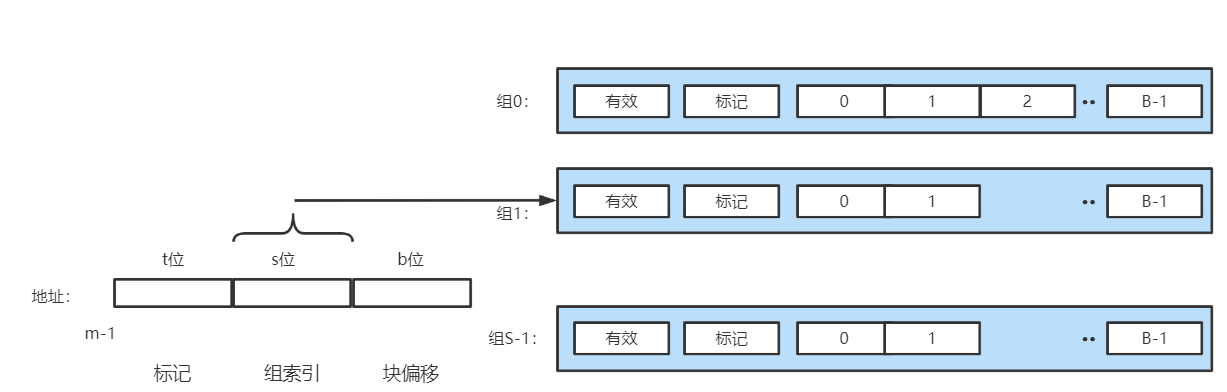 组0： 有效 标记 0 1 2 •• B-1
组1： 有效 标记 0 1 •• B-1
t位 s位 b位
地址：
m-1
组S-1： 有效 标记 0 1 •• B-1
标记 组索引 块偏移